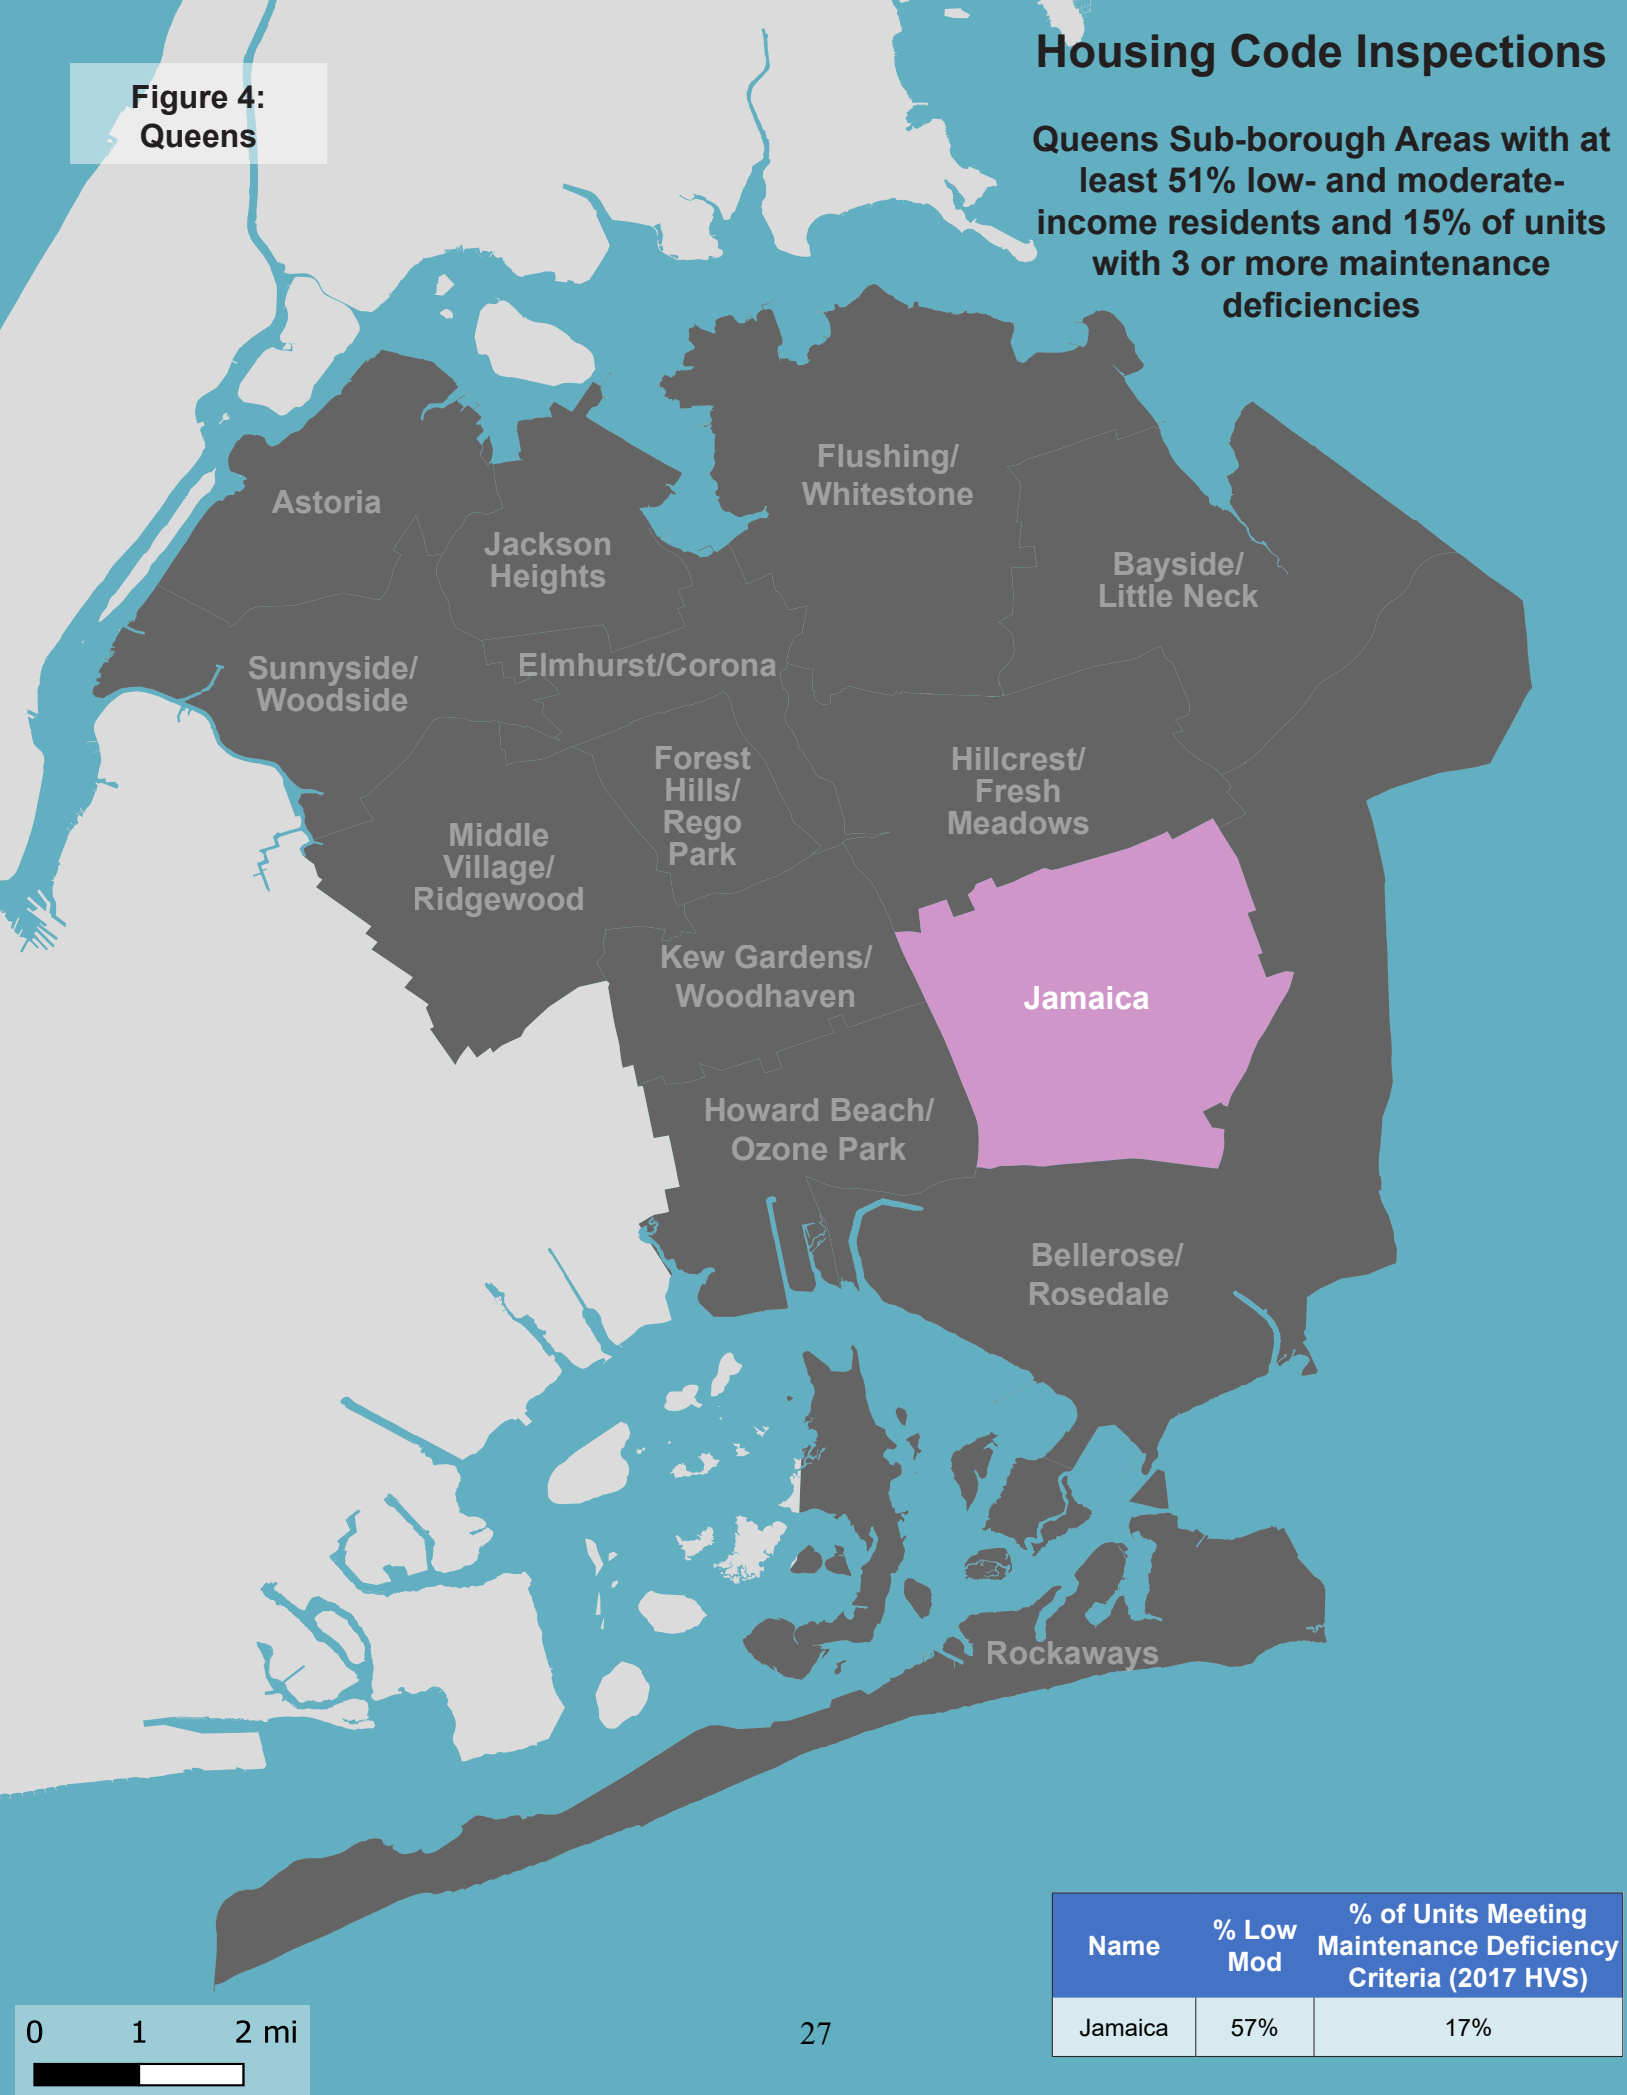 Housing Code Inspections
Figure 4:
Queens
Queens Sub-borough Areas with at
least 51% low- and moderate-
income residents and 15% of units
with 3 or more maintenance
deficiencies
Flushing/
Whitestone
Astoria
Jackson
Heights
Bayside/
Little Neck
Sunnyside/
Woodside
Elmhurst/Corona
Forest
Hills/
Rego
Park
Hillcrest/
Fresh
Meadows
Middle
Village/
Ridgewood
Kew Gardens/
Woodhaven
Jamaica
Howard Beach/
Ozone Park
Bellerose/
Rosedale
Rockaways
Name
% Low
Mod
% of Units Meeting
Maintenance Deficiency
Criteria (2017 HVS)
Jamaica 57% 17%
0 1 2 mi
27